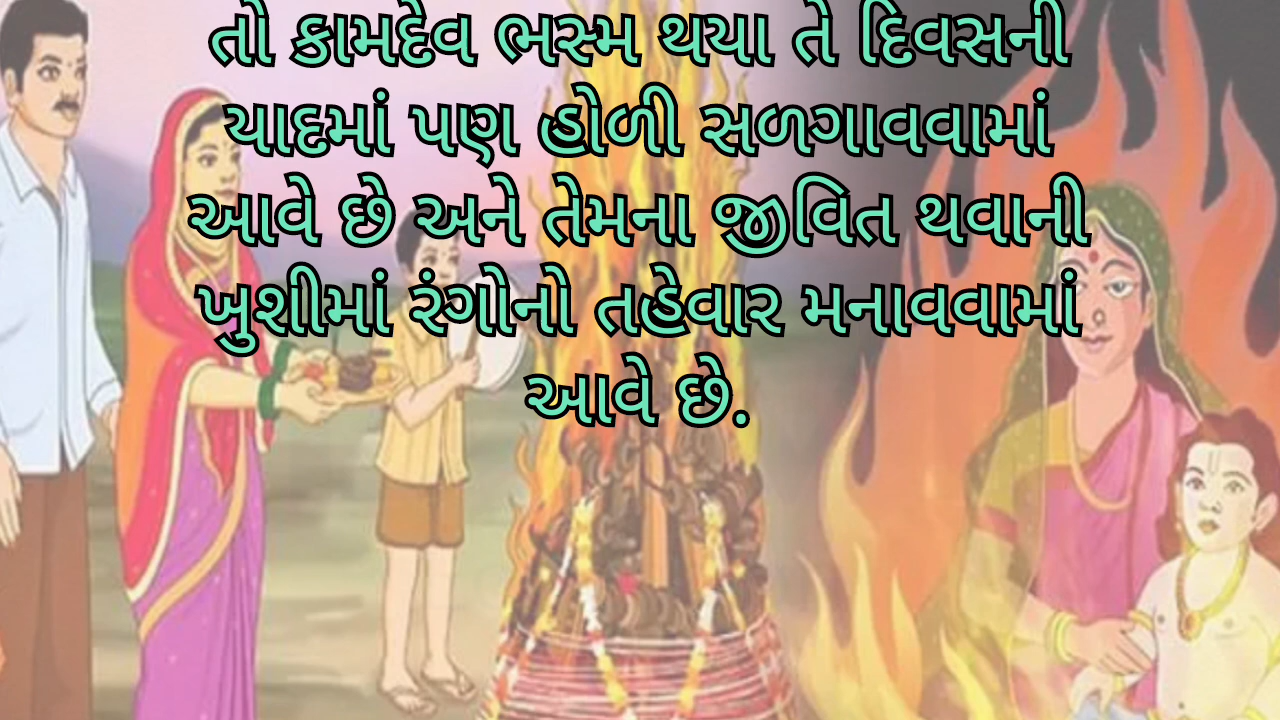 તો કામદેવ ભસ્મ થયા તે દિવસની
યાદમાં પણ હોળી સળગાવવામાં
આવે છે અને તેમના જીવિત થવાની
ખુશીમાં રંગોનો તહેવાર મનાવવામાં
આવે છે.